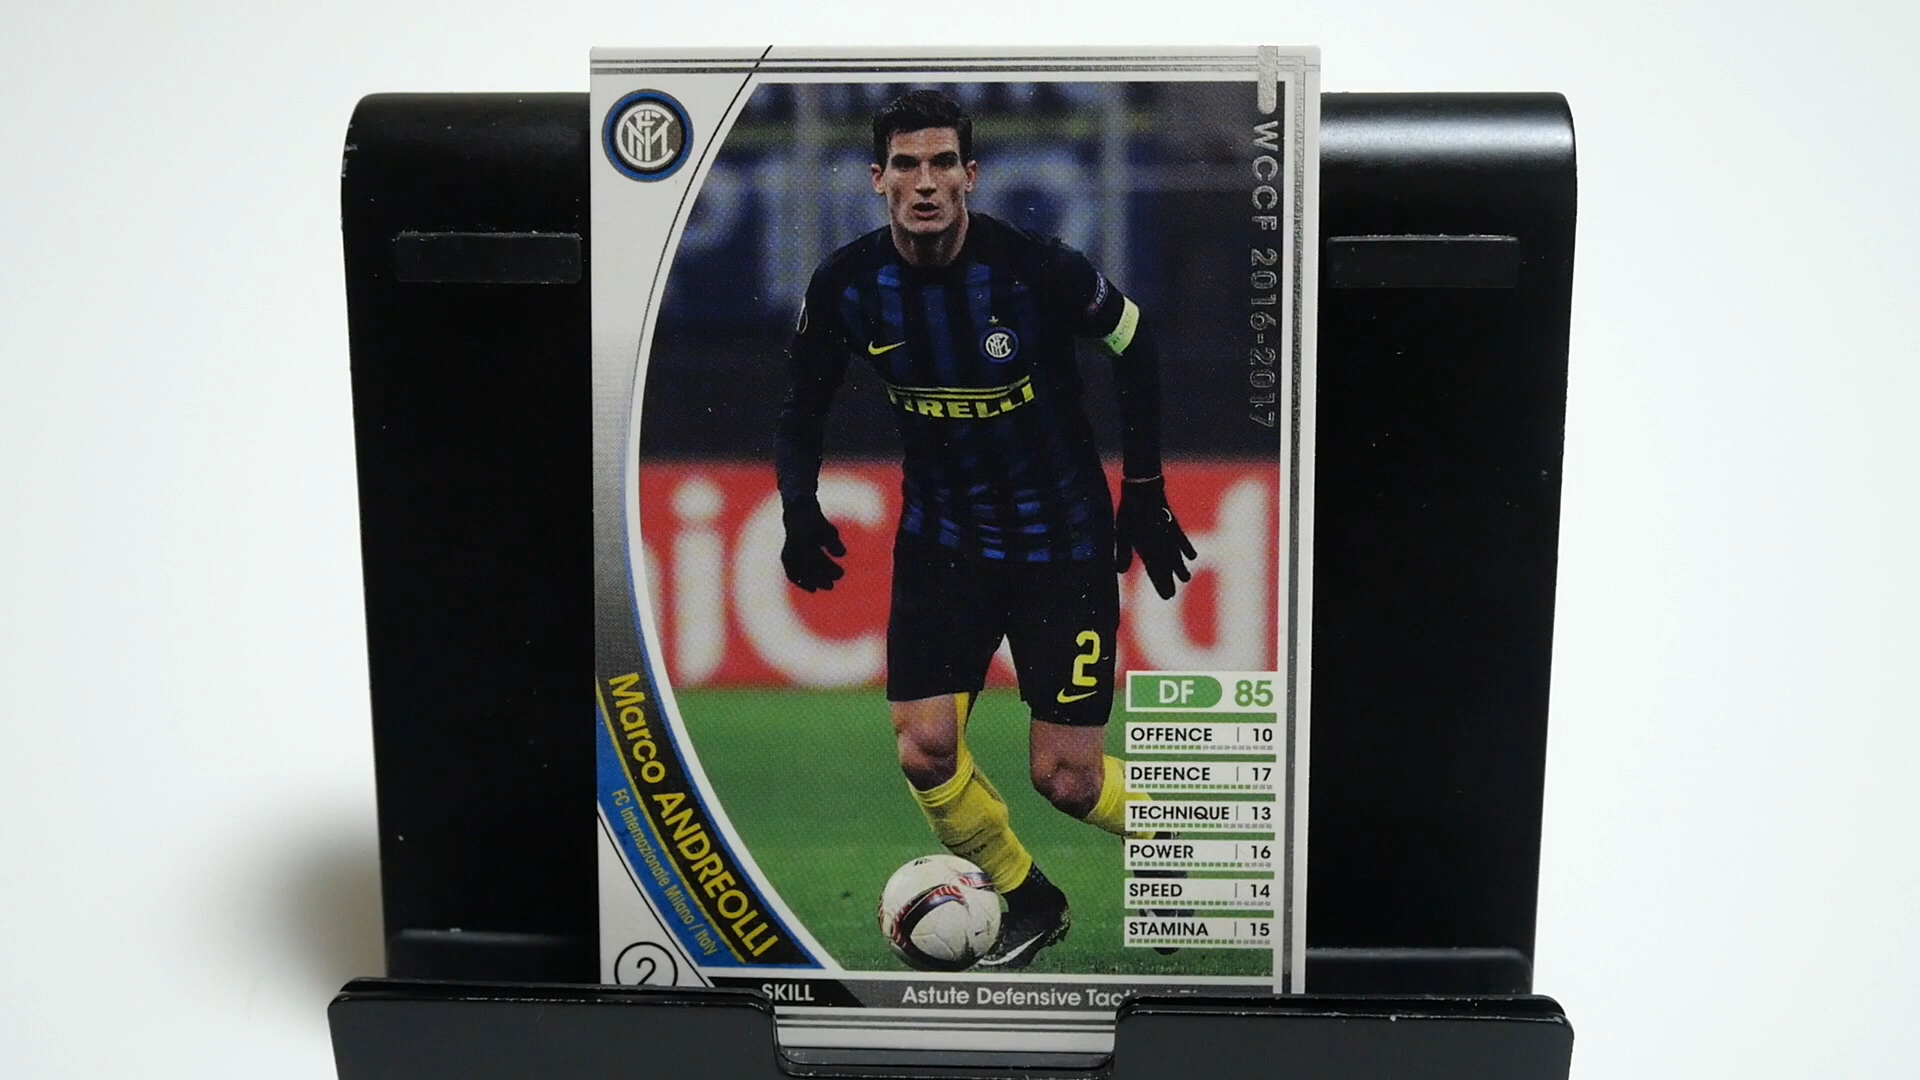 WCCF 2016-2017
PIRELLI
iC
d
2
DF 85
OFFENCE 10
DEFENCE 17
TECHNIQUE 13
POWER 16
SPEED 14
STAMINA 15
Marco ANDREOLLI
FC Internazionale Milano / Italy
2
SKILL
Astute Defensive